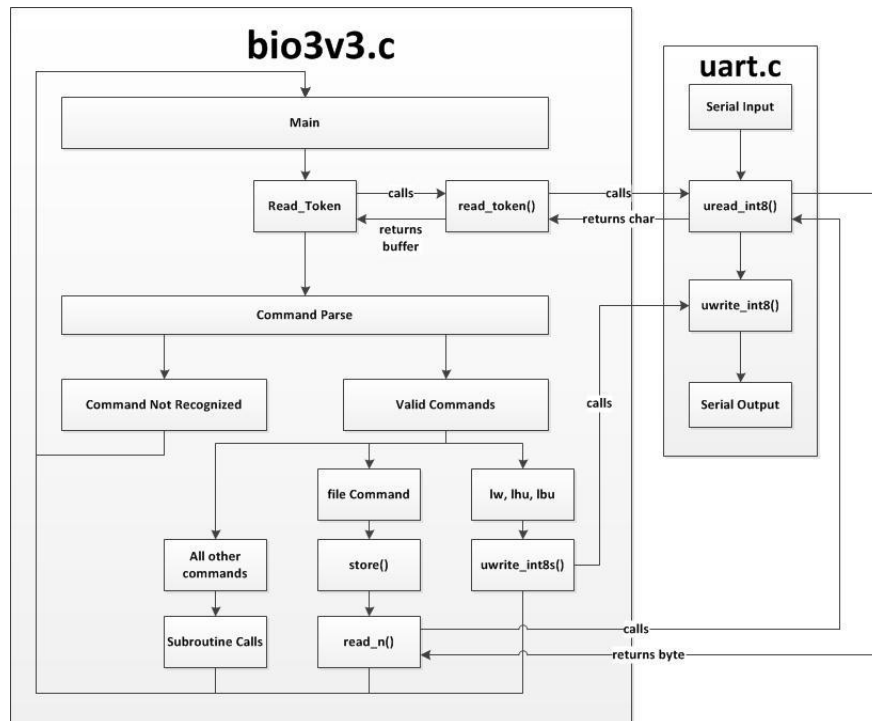 bio3v3.c
uart.c
Main
Serial Input
Read_Token
calls
read_token()
calls
uread_int8()
returns
buffer
returns char
Command Parse
uwrite_int8()
Command Not Recognized
Valid Commands
calls
Serial Output
file Command
lw, lhu, lbu
All other
commands
store()
uwrite_int8s()
Subroutine Calls
read_n()
calls
returns byte